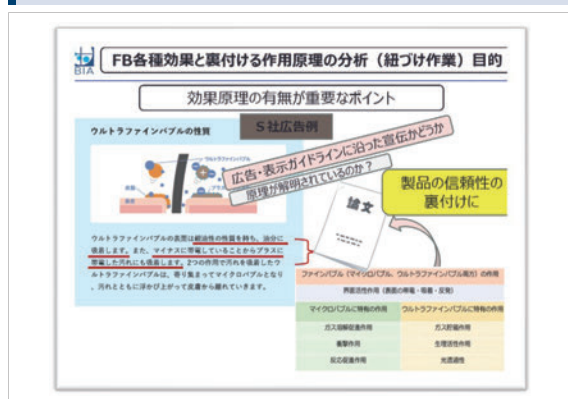 BIA
FB各種効果と裏付ける作用原理の分析（紐づけ作業）目的
効果原理の有無が重要なポイント
S社広告例
ウルトラファインバブルの性質
ウルトラファインバブル
広告・表示ガイドラインに沿った宣伝かどうか
原理が解明されているのか？
製品の信頼性の
裏付けに
論文
ウルトラファインバブルの表面は疎油性の性質を持ち、油分に
吸着します。また、マイナスに帯電していることからプラスに
帯電した汚れにも吸着します。2つの作用で汚れを吸着したウ
ルトラファインバブルは、寄り集まってマイクロバブルとなり
、汚れとともに浮かび上がって皮膚から離れていきます。
ファインバブル（マイクロバブル、ウルトラファインバブル両方）の作用
界面活性作用（表面の帯電・吸着・反発）
マイクロバブルに特有の作用
ウルトラファインバブルに特有の作用
ガス溶解促進作用
ガス貯蔵作用
衝撃作用
生理活性作用
反応促進作用
光透過性